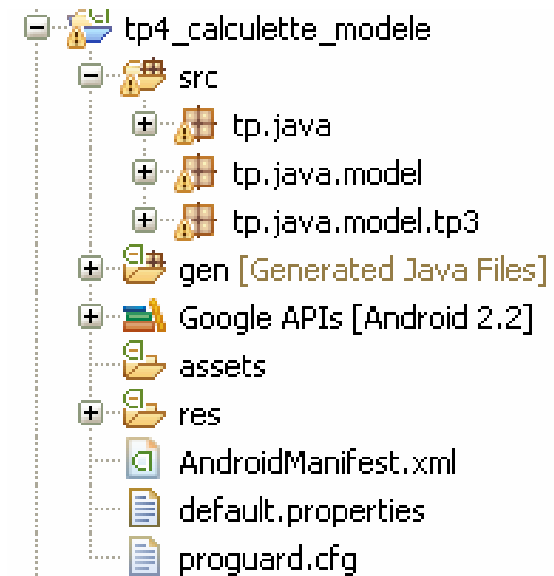 tp4_calculette_modele
src
tp.java
tp.java.model
tp.java.model.tp3
gen [Generated Java Files]
Google APIs [Android 2.2]
assets
res
AndroidManifest.xml
default.properties
proguard.cfg